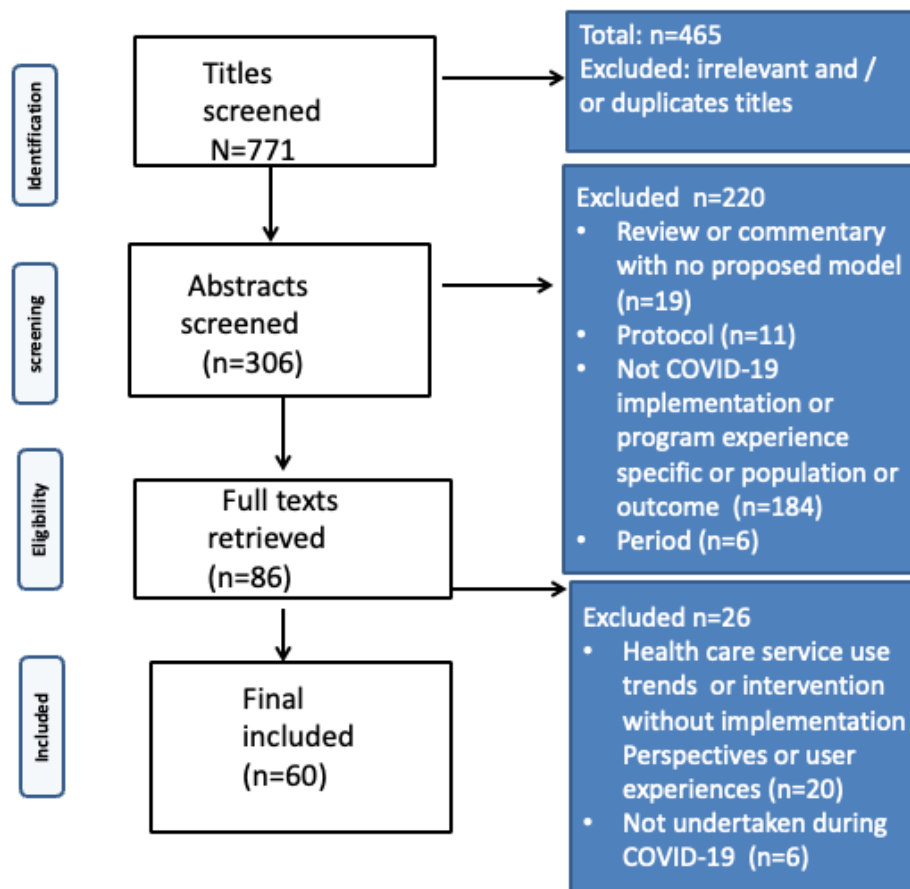 Identification
Titles
screened
N=771
Total: n=465
Excluded: irrelevant and /
or duplicates titles
screening
Abstracts
screened
(n=306)
Excluded n=220
• Review or commentary
with no proposed model
(n=19)
• Protocol (n=11)
• Not COVID-19
implementation or
program experience
specific or population or
outcome (n=184)
• Period (n=6)
Eligibility
Full texts
retrieved
(n=86)
Excluded n=26
• Health care service use
trends or intervention
without implementation
Perspectives or user
experiences (n=20)
• Not undertaken during
COVID-19 (n=6)
Included
Final
included
(n=60)